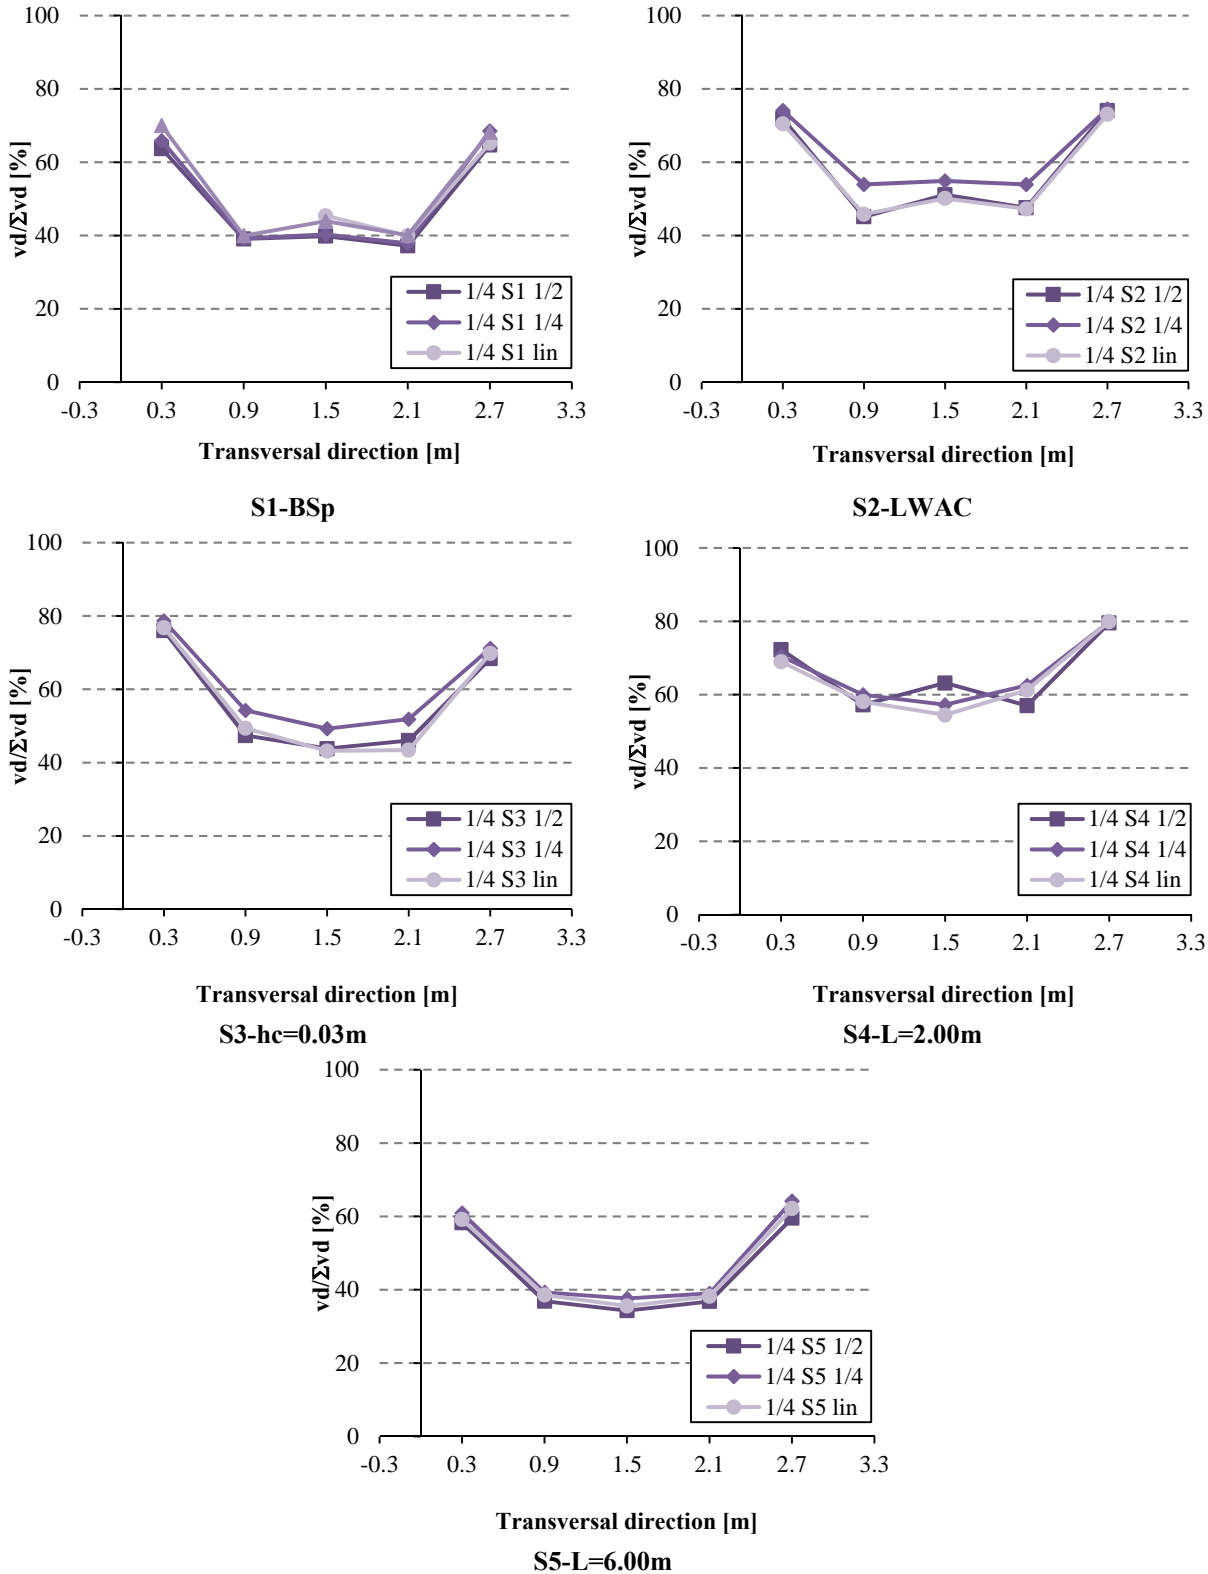 100
80
60
40
20
0
vd/Σvd [%]
1/4 S1 1/2
1/4 S1 1/4
1/4 S1 lin
-0.3 0.3 0.9 1.5 2.1 2.7 3.3
Transversal direction [m]
S1-BSp
100
80
60
40
20
0
vd/Σvd [%]
1/4 S2 1/2
1/4 S2 1/4
1/4 S2 lin
-0.3 0.3 0.9 1.5 2.1 2.7 3.3
Transversal direction [m]
S2-LWAC
100
80
60
40
20
0
vd/Σvd [%]
1/4 S3 1/2
1/4 S3 1/4
1/4 S3 lin
-0.3 0.3 0.9 1.5 2.1 2.7 3.3
Transversal direction [m]
S3-hc=0.03m
100
80
60
40
20
0
vd/Σvd [%]
1/4 S4 1/2
1/4 S4 1/4
1/4 S4 lin
-0.3 0.3 0.9 1.5 2.1 2.7 3.3
Transversal direction [m]
S4-L=2.00m
100
80
60
40
20
0
vd/Σvd [%]
1/4 S5 1/2
1/4 S5 1/4
1/4 S5 lin
-0.3 0.3 0.9 1.5 2.1 2.7 3.3
Transversal direction [m]
S5-L=6.00m